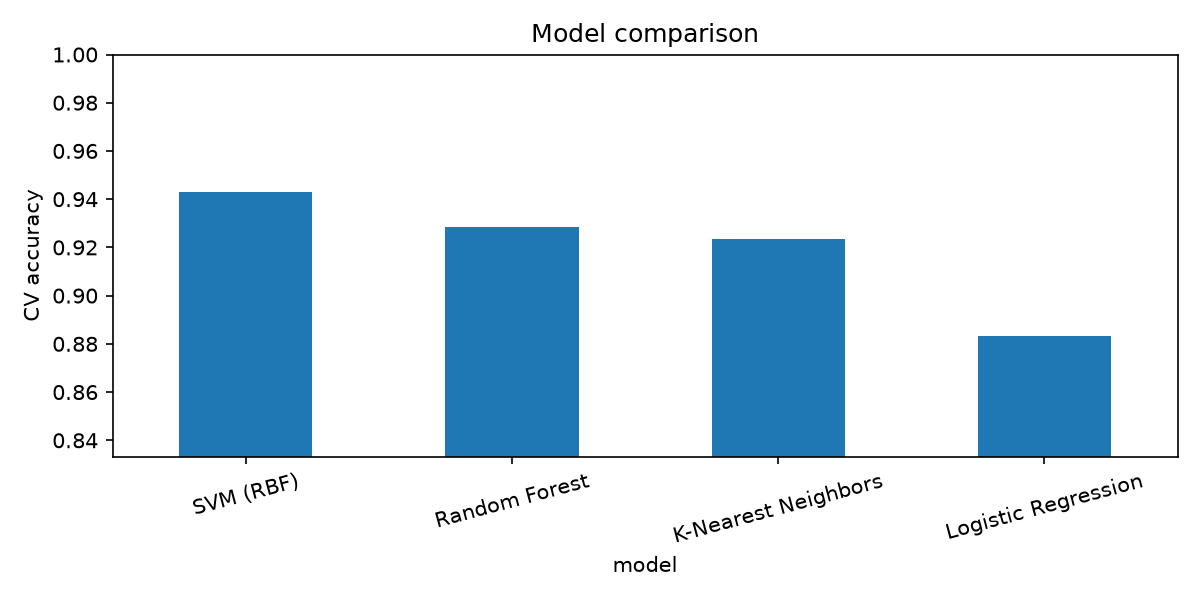 Model comparison
1.00
0.98
0.96
0.94
0.92
0.90
0.88
0.86
0.84
CV accuracy
SVM (RBF)
Random Forest
K-Nearest Neighbors
Logistic Regression
model